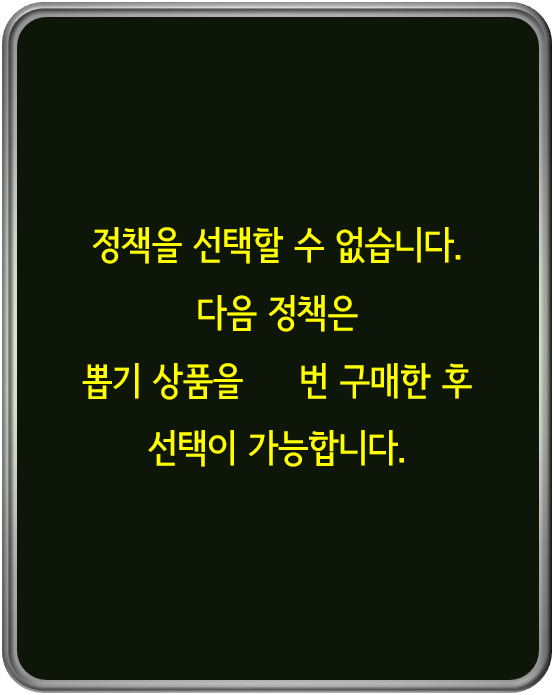 정책을 선택할 수 없습니다.
다음 정책은
뽑기 상품을 번 구매한 후
선택이 가능합니다.